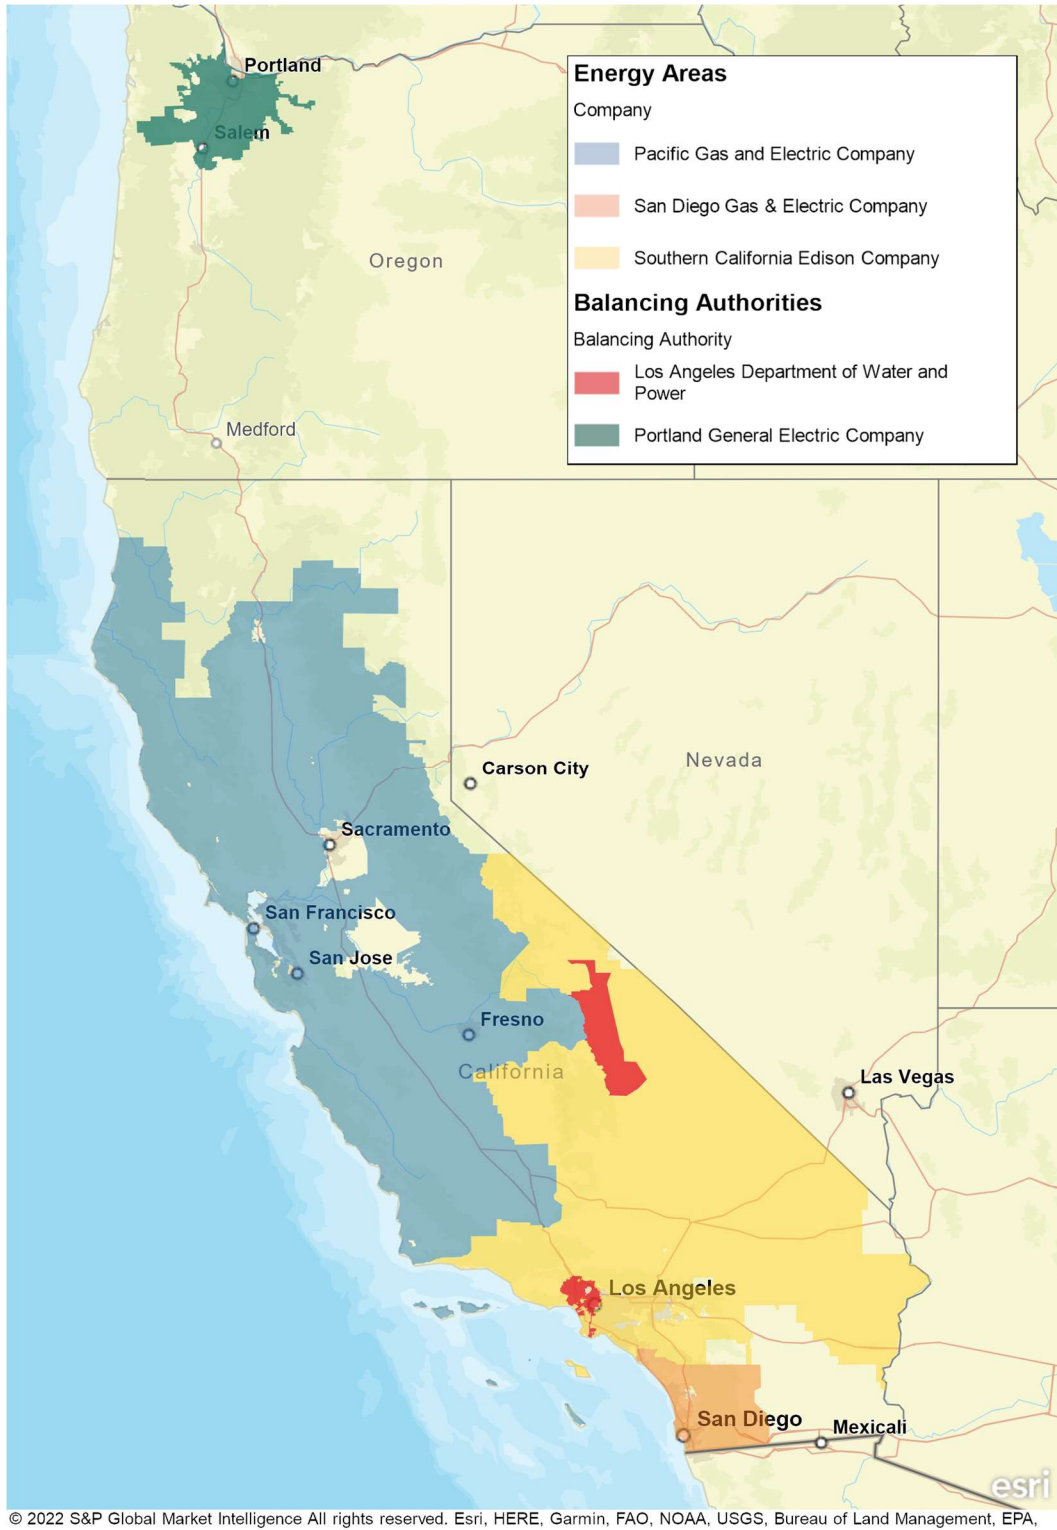 Portland
Salem
Oregon
Medford
Energy Areas
Company
Pacific Gas and Electric Company
San Diego Gas & Electric Company
Southern California Edison Company
Balancing Authorities
Balancing Authority
Los Angeles Department of Water and
Power
Portland General Electric Company
Carson City
Nevada
Sacramento
San Francisco
San Jose
Fresno
California
Las Vegas
Los Angeles
San Diego
Mexicali
esri
© 2022 S&P Global Market Intelligence All rights reserved. Esri, HERE, Garmin, FAO, NOAA, USGS, Bureau of Land Management, EPA,